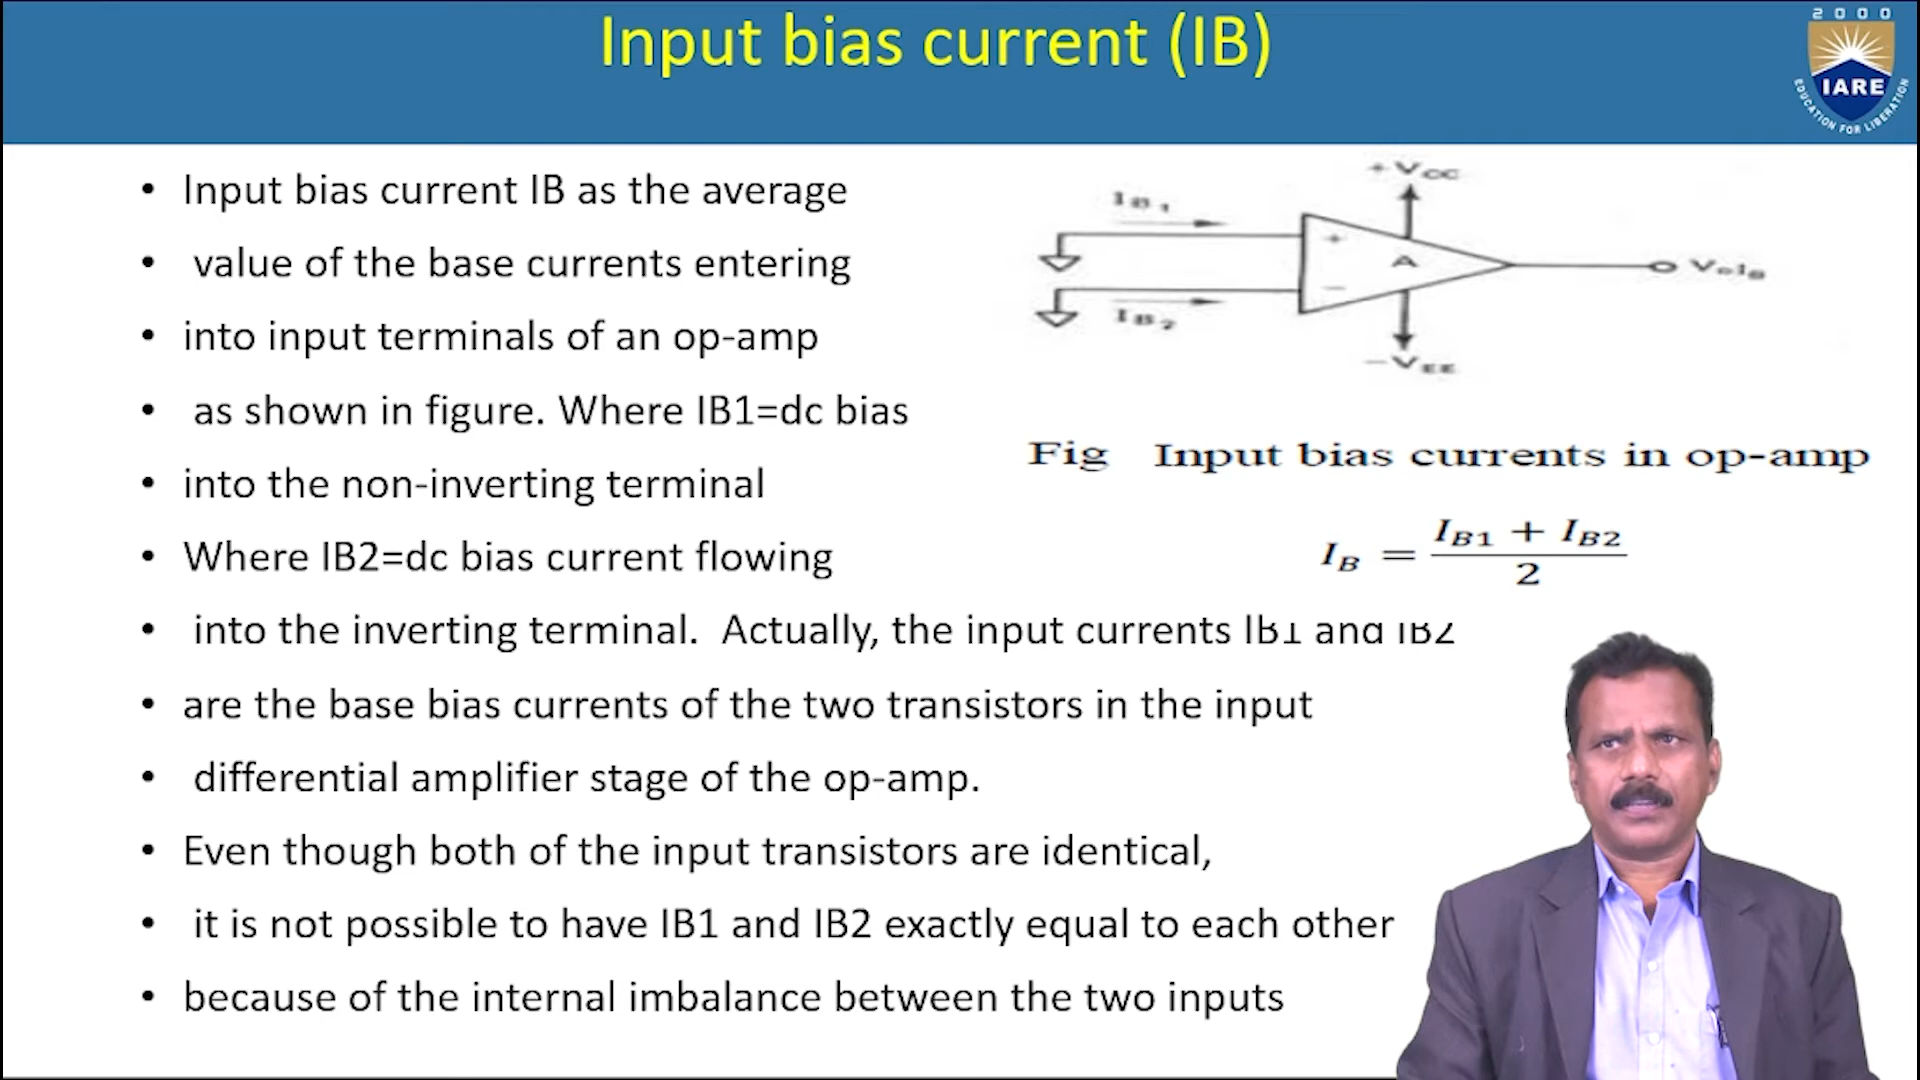 Input bias current (IB)
2 0 0 0
IARE
EDUCATION FOR LIBERATION
• Input bias current IB as the average
• value of the base currents entering
• into input terminals of an op-amp
• as shown in figure. Where IB1=dc bias
• into the non-inverting terminal
• Where IB2=dc bias current flowing
• into the inverting terminal. Actually, the input currents IB1 and IB2
• are the base bias currents of the two transistors in the input
• differential amplifier stage of the op-amp.
• Even though both of the input transistors are identical,
• it is not possible to have IB1 and IB2 exactly equal to each other
• because of the internal imbalance between the two inputs
+VCC
IB1
+
A
−
IB2
−VEE
Fig Input bias currents in op-amp
IB = IB1 + IB2
2